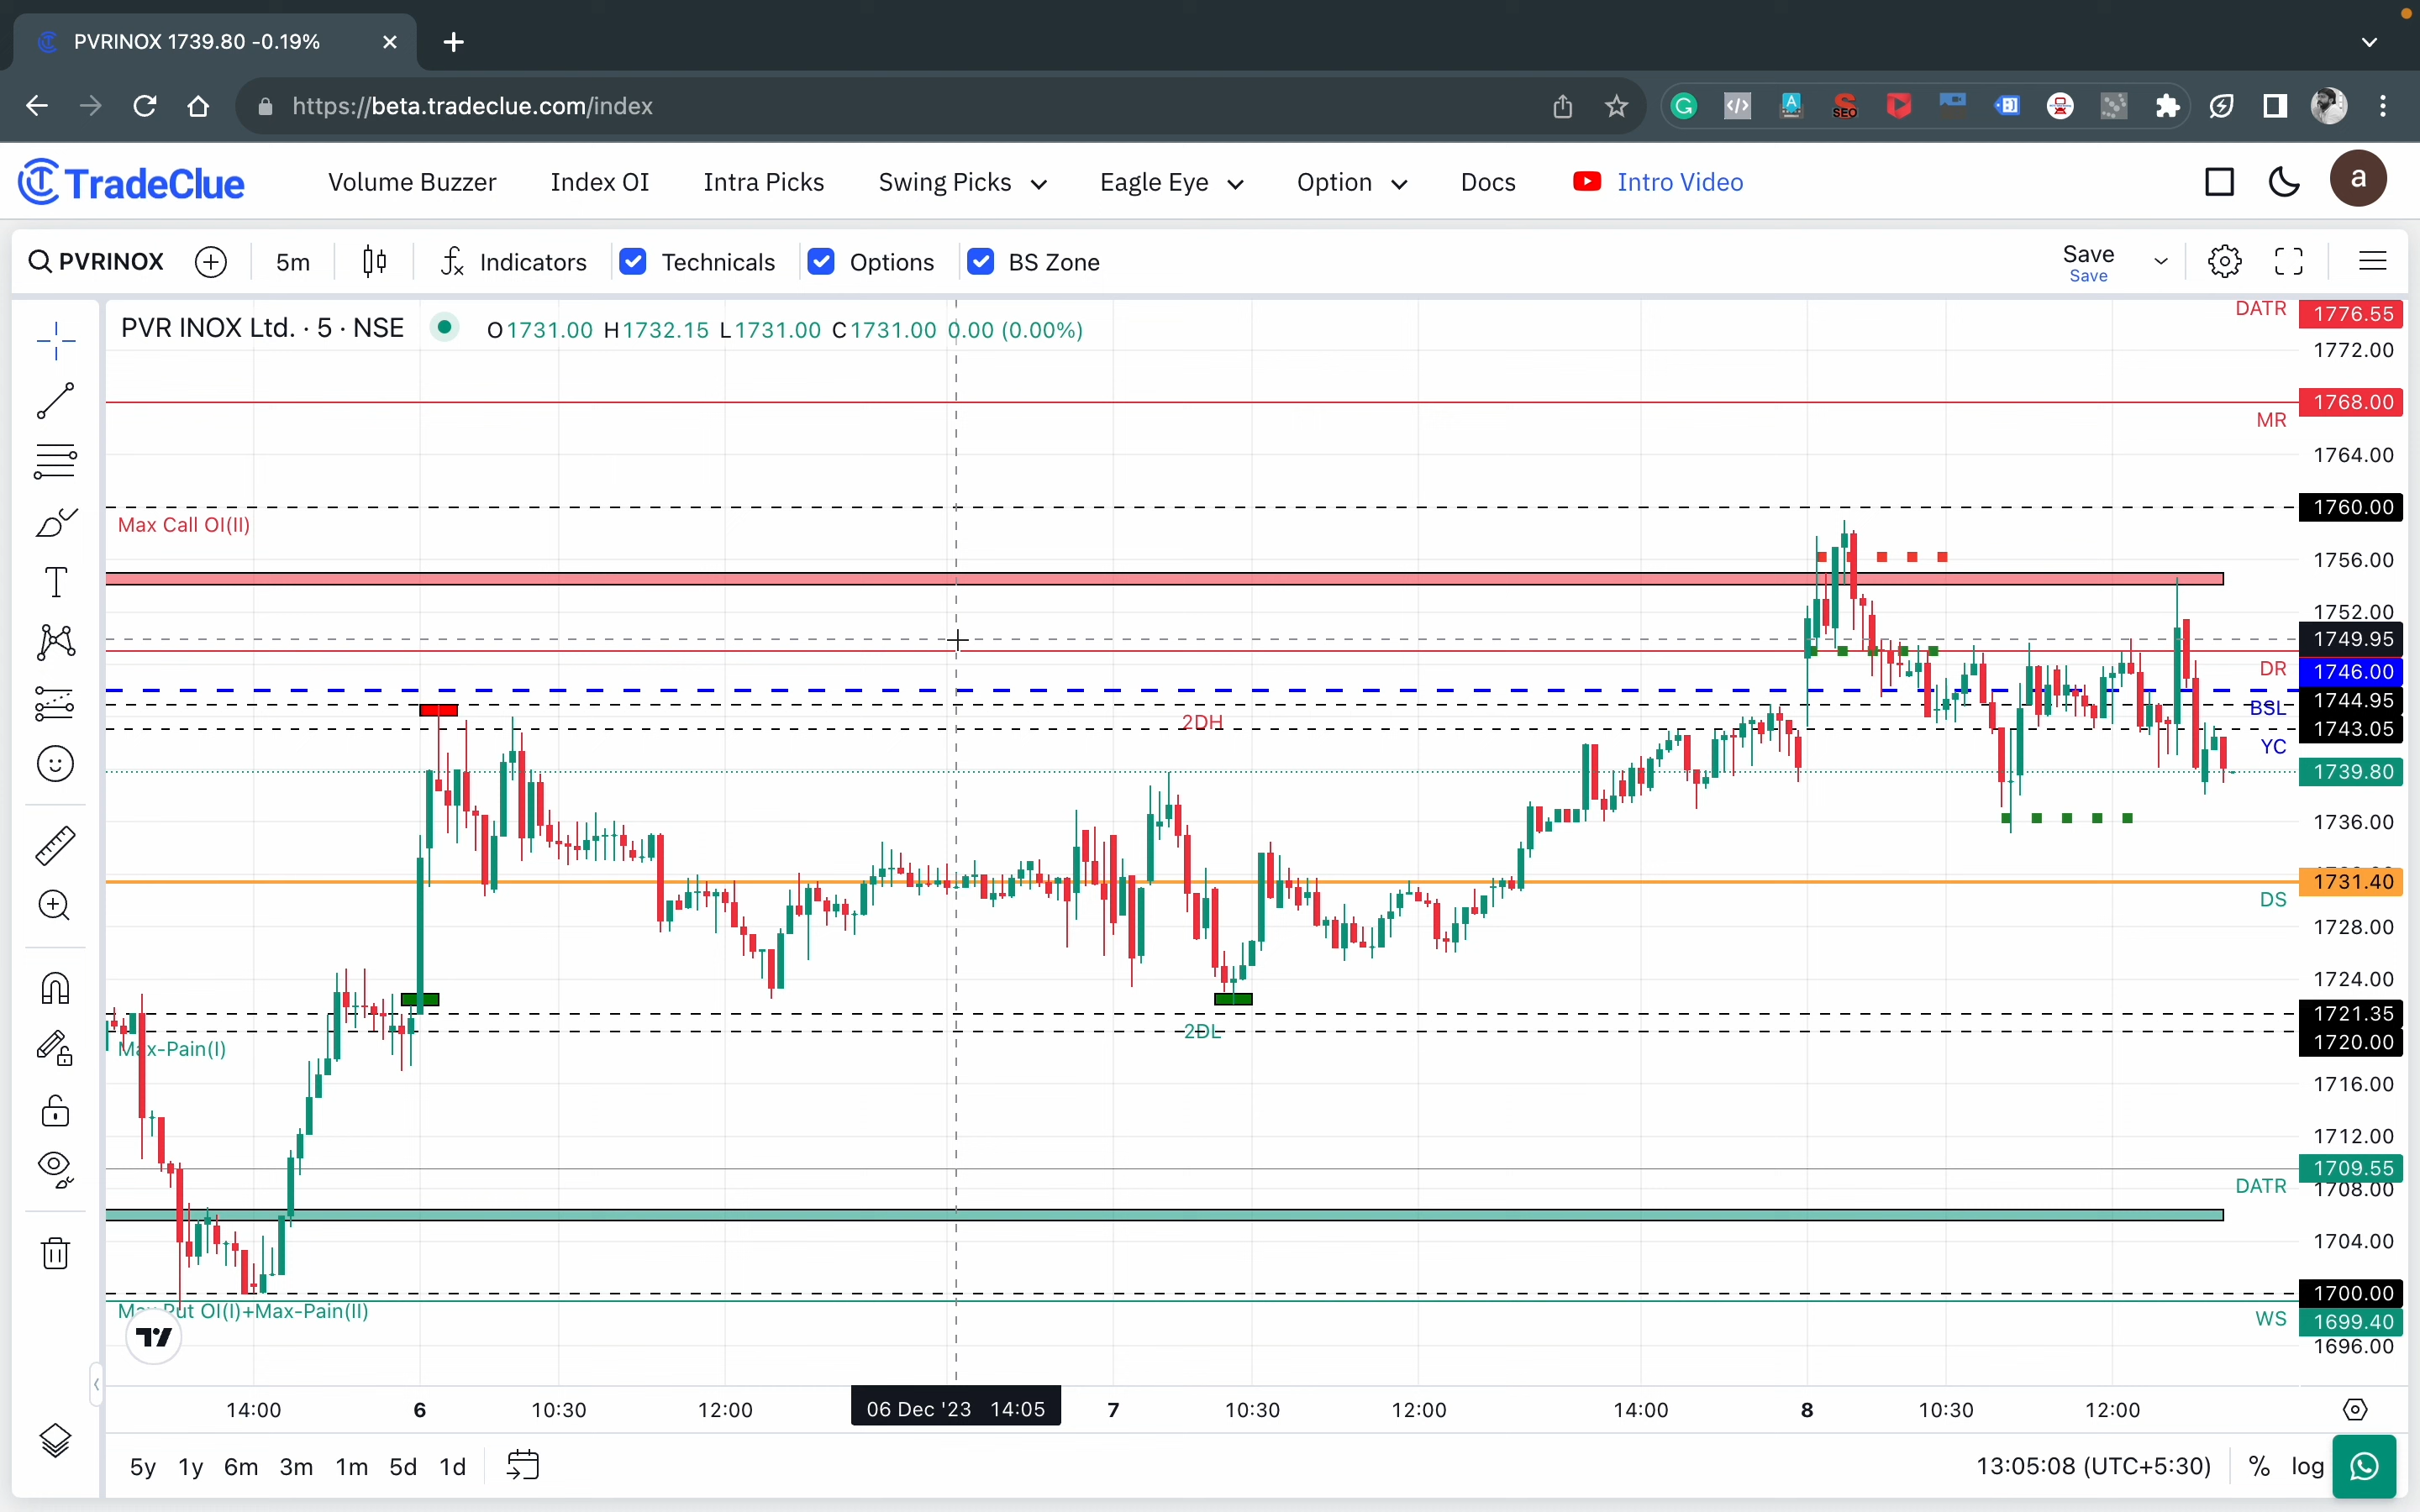 PVRINOX 1739.80 -0.19%
https://beta.tradeclue.com/index
TradeClue Volume Buzzer Index OI Intra Picks Swing Picks Eagle Eye Option Docs Intro Video a
PVRINOX 5m Indicators Technicals Options BS Zone Save
Save
PVR INOX Ltd. · 5 · NSE O1731.00 H1732.15 L1731.00 C1731.00 0.00 (0.00%)
DATR 1776.55
1772.00
1768.00
MR
1764.00
1760.00
Max Call OI(II)
1756.00
1752.00
1749.95
DR 1746.00
1744.95
BSL
2DH
1743.05
YC
1739.80
1736.00
1731.40
DS
1728.00
1724.00
1721.35
2DL
1720.00
Max-Pain(I)
1716.00
1712.00
1709.55
DATR
1708.00
1704.00
1700.00
Max Put OI(I)+Max-Pain(II)
WS 1699.40
1696.00
14:00 6 10:30 12:00 06 Dec '23 14:05 7 10:30 12:00 14:00 8 10:30 12:00
5y 1y 6m 3m 1m 5d 1d 13:05:08 (UTC+5:30) % log